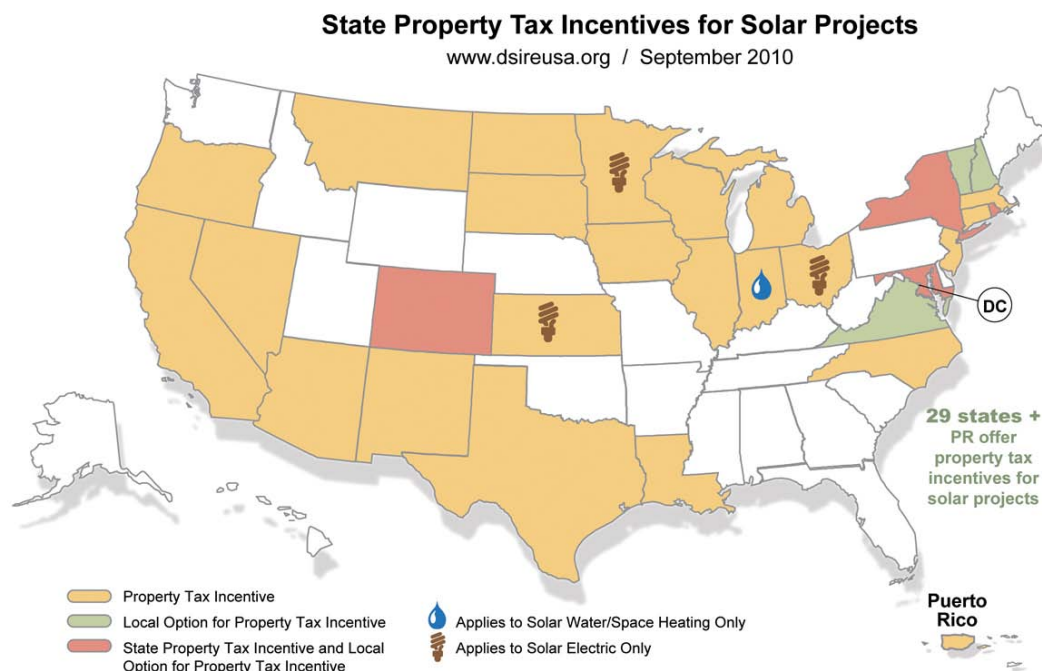 State Property Tax Incentives for Solar Projects
www.dsireusa.org / September 2010
DC
29 states +
PR offer
property tax
incentives for
solar projects
Puerto
Rico
Property Tax Incentive
Local Option for Property Tax Incentive
State Property Tax Incentive and Local
Option for Property Tax Incentive
Applies to Solar Water/Space Heating Only
Applies to Solar Electric Only